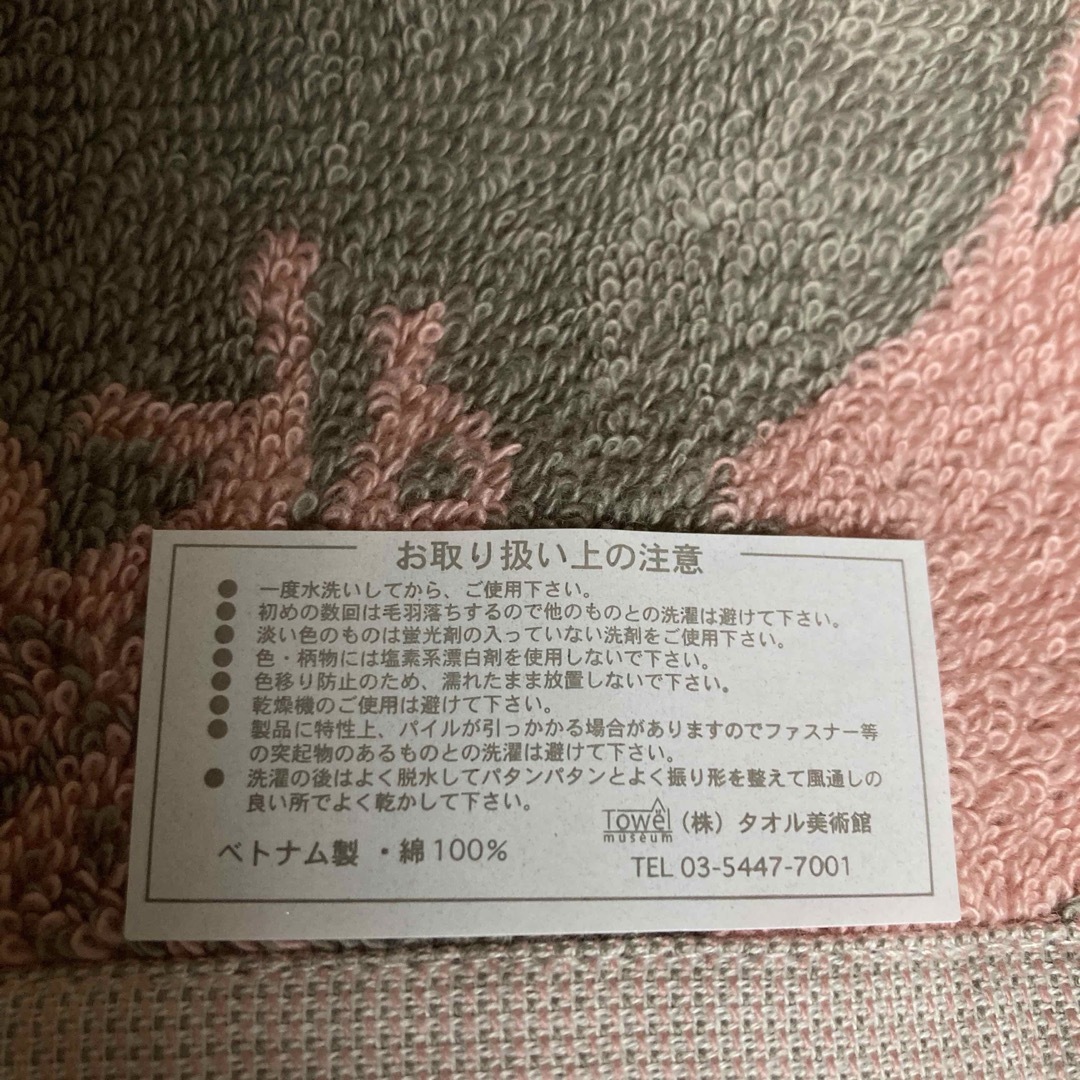 お取り扱い上の注意
● 一度水洗いしてから、ご使用下さい。
● 初めの数回は毛羽落ちするので他のものとの洗濯は避けて下さい。
● 淡い色のものは蛍光剤の入っていない洗剤をご使用下さい。
● 色・柄物には塩素系漂白剤を使用しないで下さい。
● 色移り防止のため、濡れたまま放置しないで下さい。
● 乾燥機のご使用は避けて下さい。
● 製品に特性上、パイルが引っかかる場合がありますのでファスナー等
の突起物のあるものとの洗濯は避けて下さい。
● 洗濯の後はよく脱水してパタンパタンとよく振り形を整えて風通しの
良い所でよく乾かして下さい。
Towel museum (株) タオル美術館
ベトナム製 ・綿100%
TEL 03-5447-7001